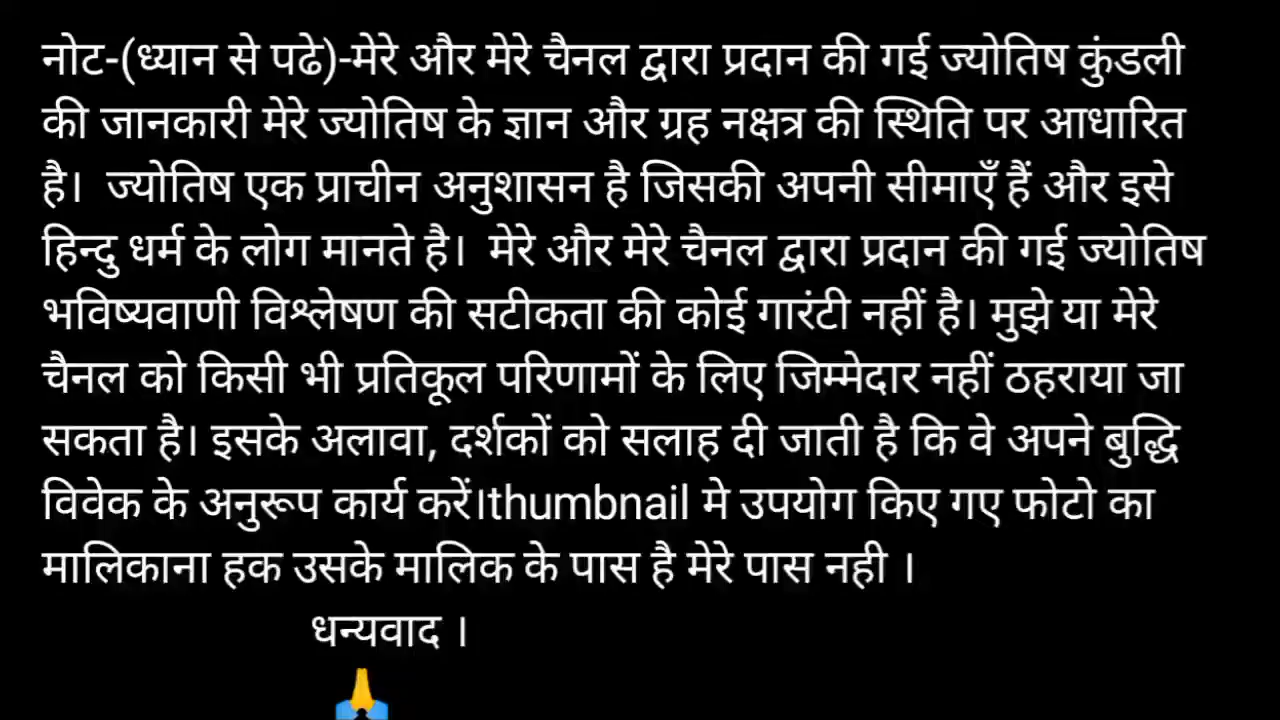 नोट-(ध्यान से पढे)-मेरे और मेरे चैनल द्वारा प्रदान की गई ज्योतिष कुंडली
की जानकारी मेरे ज्योतिष के ज्ञान और ग्रह नक्षत्र की स्थिति पर आधारित
है। ज्योतिष एक प्राचीन अनुशासन है जिसकी अपनी सीमाएँ हैं और इसे
हिन्दु धर्म के लोग मानते है। मेरे और मेरे चैनल द्वारा प्रदान की गई ज्योतिष
भविष्यवाणी विश्लेषण की सटीकता की कोई गारंटी नहीं है। मुझे या मेरे
चैनल को किसी भी प्रतिकूल परिणामों के लिए जिम्मेदार नहीं ठहराया जा
सकता है। इसके अलावा, दर्शकों को सलाह दी जाती है कि वे अपने बुद्धि
विवेक के अनुरूप कार्य करें।thumbnail मे उपयोग किए गए फोटो का
मालिकाना हक उसके मालिक के पास है मेरे पास नही ।
धन्यवाद ।